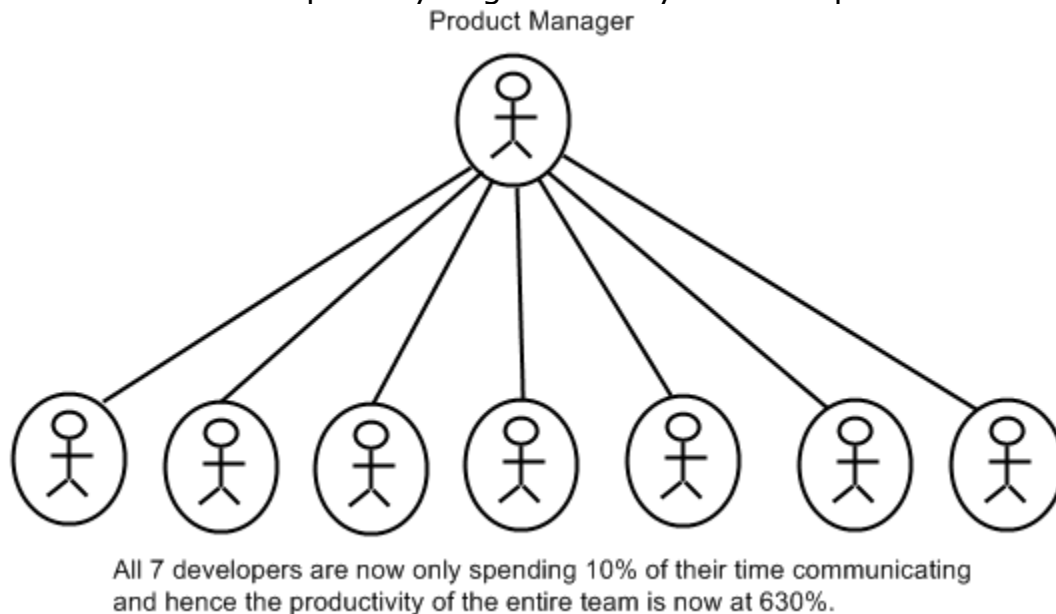 Product Manager
All 7 developers are now only spending 10% of their time communicating
and hence the productivity of the entire team is now at 630%.